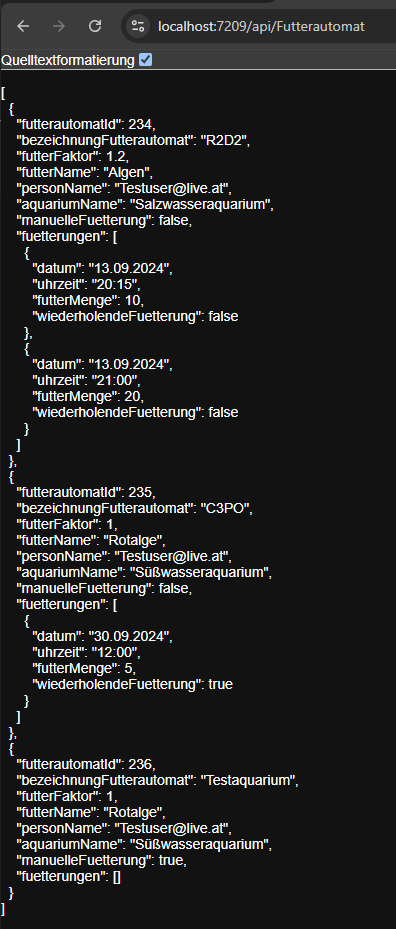 localhost:7209/api/Futterautomat
Quelltextformatierung
[
{
"futterautomatId": 234,
"bezeichnungFutterautomat": "R2D2",
"futterFaktor": 1.2,
"futterName": "Algen",
"personName": "Testuser@live.at",
"aquariumName": "Salzwasseraquarium",
"manuelleFuetterung": false,
"fuetterungen": [
{
"datum": "13.09.2024",
"uhrzeit": "20:15",
"futterMenge": 10,
"wiederholendeFuetterung": false
},
{
"datum": "13.09.2024",
"uhrzeit": "21:00",
"futterMenge": 20,
"wiederholendeFuetterung": false
}
]
},
{
"futterautomatId": 235,
"bezeichnungFutterautomat": "C3PO",
"futterFaktor": 1,
"futterName": "Rotalge",
"personName": "Testuser@live.at",
"aquariumName": "Süßwasseraquarium",
"manuelleFuetterung": false,
"fuetterungen": [
{
"datum": "30.09.2024",
"uhrzeit": "12:00",
"futterMenge": 5,
"wiederholendeFuetterung": true
}
]
},
{
"futterautomatId": 236,
"bezeichnungFutterautomat": "Testaquarium",
"futterFaktor": 1,
"futterName": "Rotalge",
"personName": "Testuser@live.at",
"aquariumName": "Süßwasseraquarium",
"manuelleFuetterung": true,
"fuetterungen": []
}
]